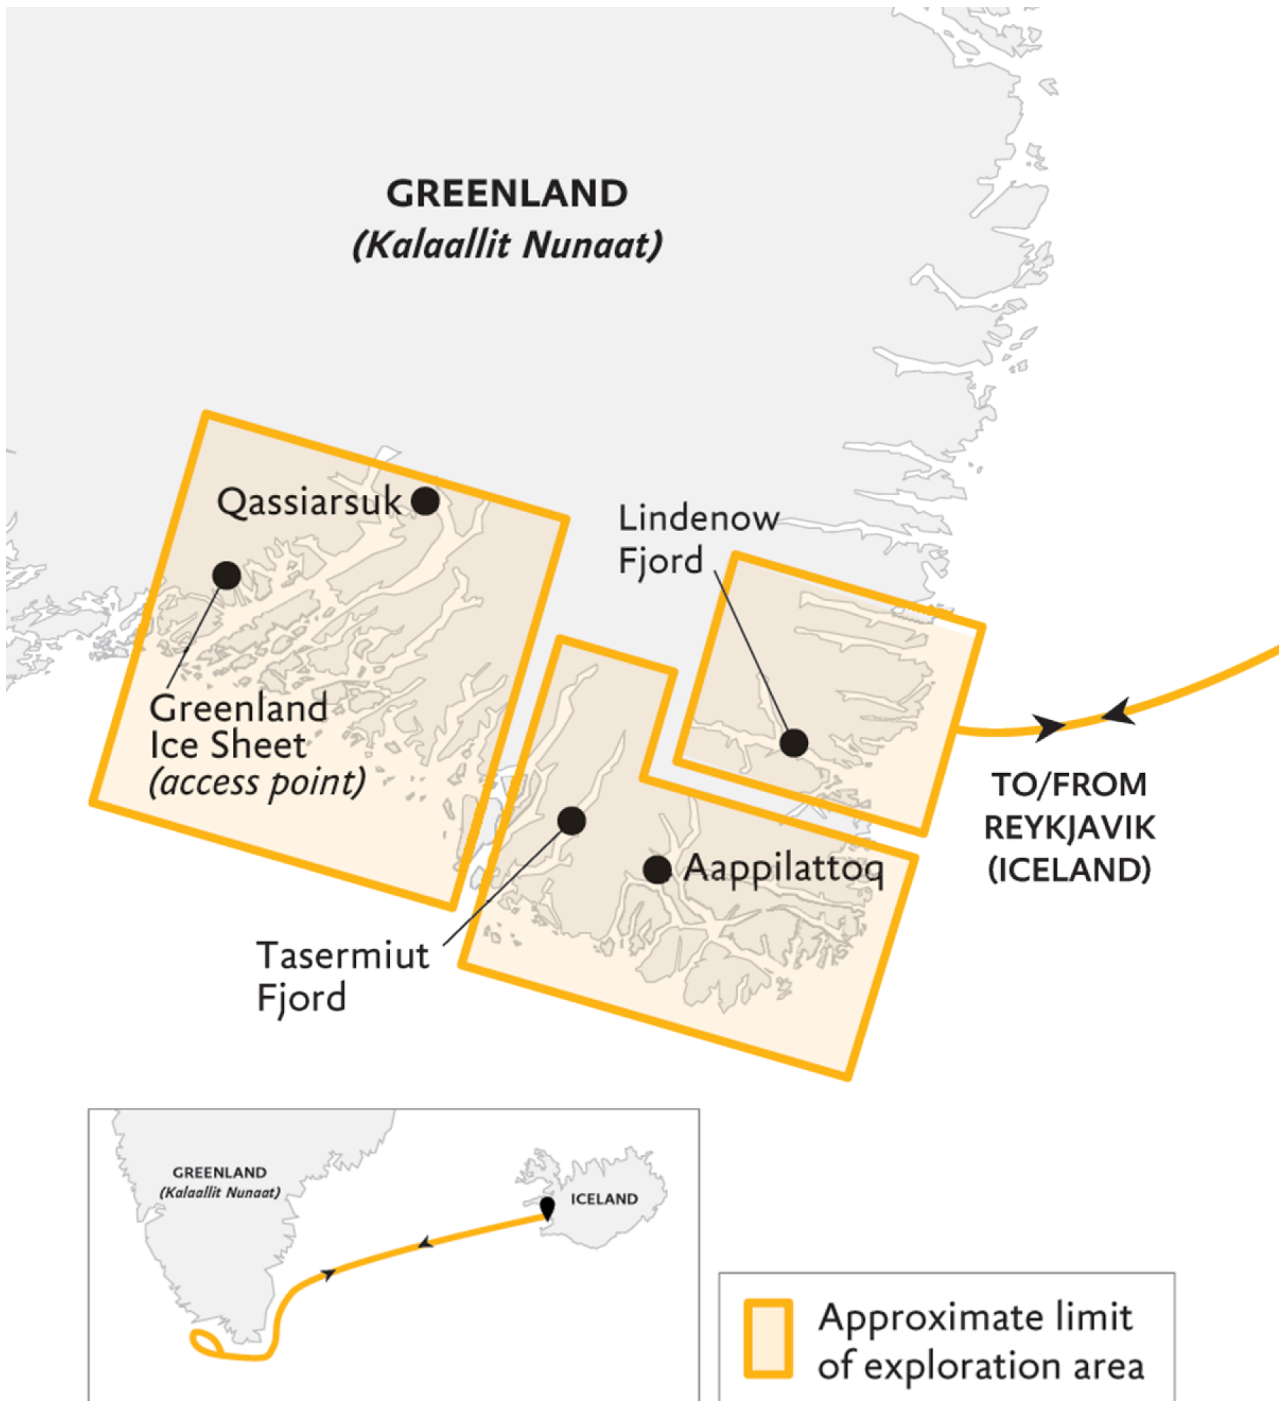 GREENLAND
(Kalaallit Nunaat)
Qassiarsuk
Lindenow
Fjord
Greenland
Ice Sheet
(access point)
TO/FROM
REYKJAVIK
(ICELAND)
Aappilattoq
Tasermiut
Fjord
GREENLAND
(Kalaallit Nunaat)
ICELAND
Approximate limit
of exploration area